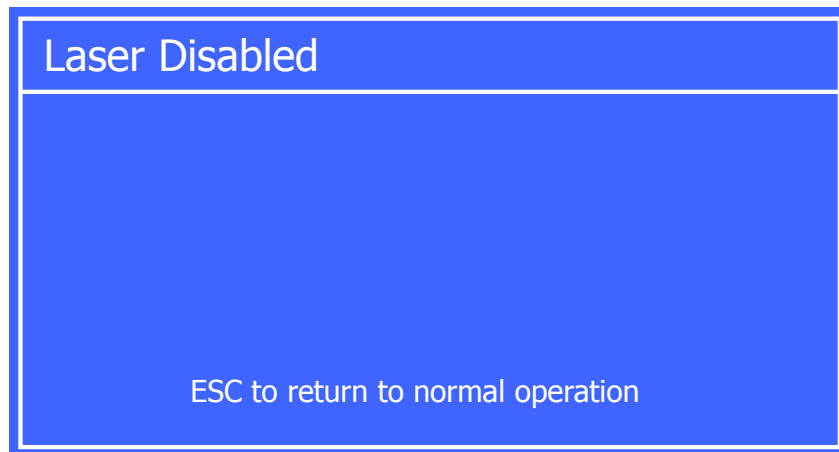 Laser Disabled
ESC to return to normal operation